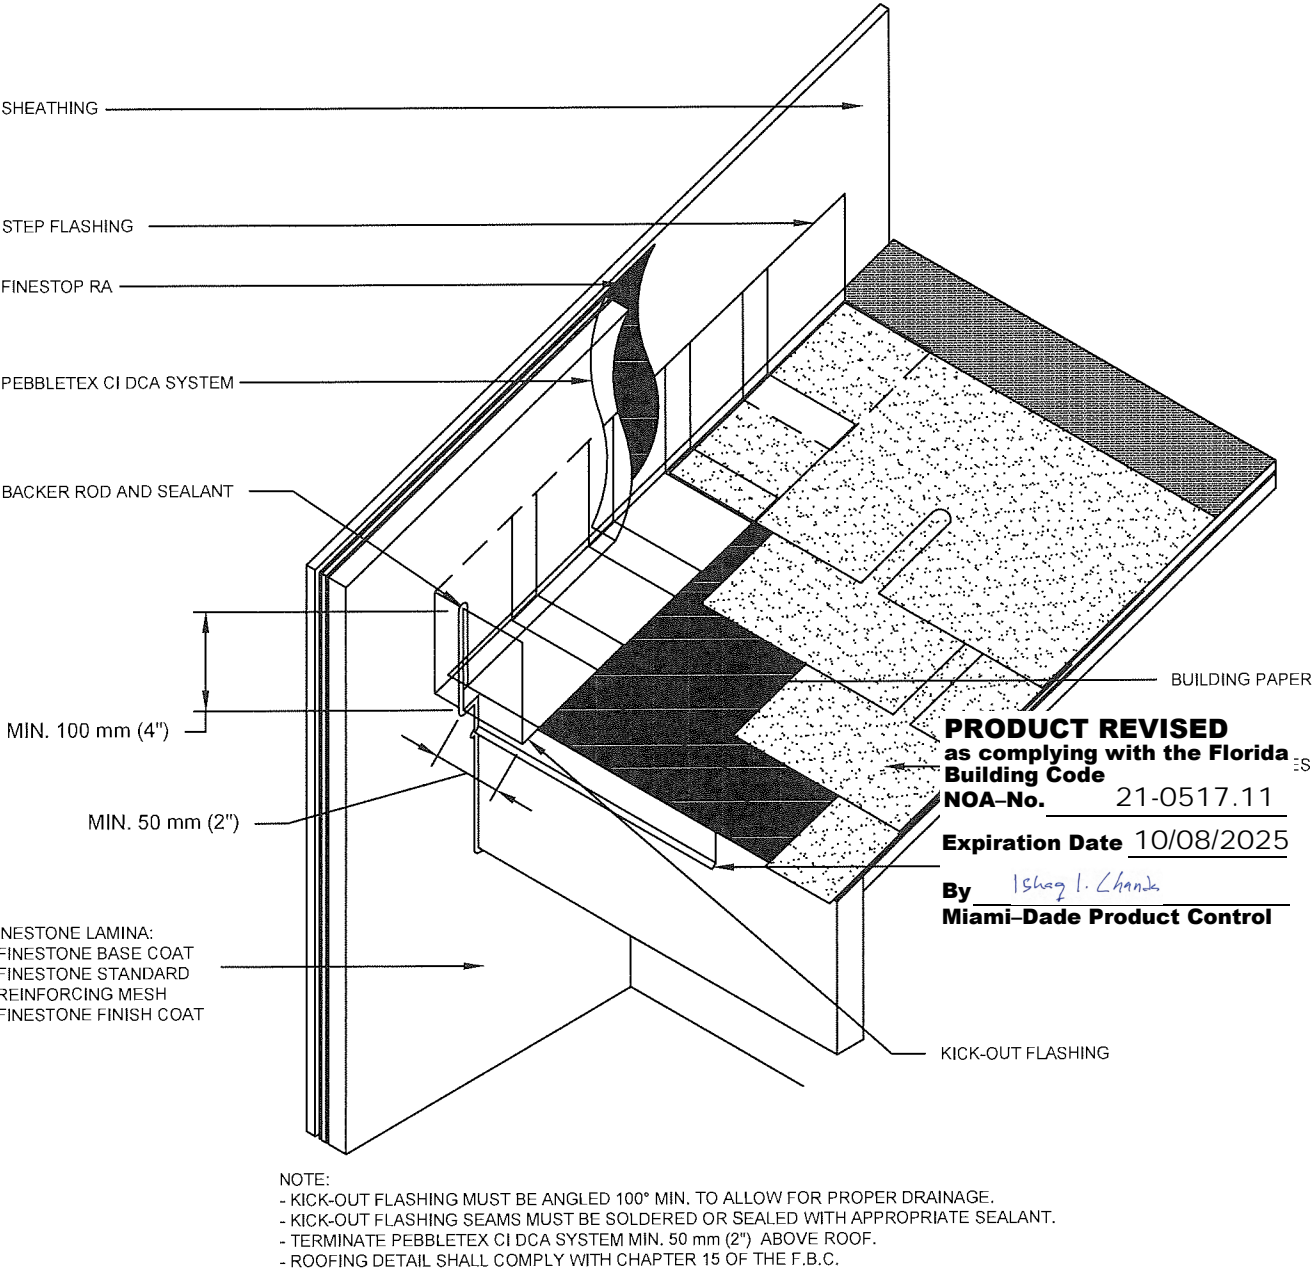 SHEATHING
STEP FLASHING
FINESTOP RA
PEBBLETEX CI DCA SYSTEM
BACKER ROD AND SEALANT
MIN. 100 mm (4")
MIN. 50 mm (2")
NESTONE LAMINA:
FINESTONE BASE COAT
FINESTONE STANDARD
REINFORCING MESH
FINESTONE FINISH COAT
BUILDING PAPER
PRODUCT REVISED
as complying with the Florida
Building Code
ES
NOA–No. 21-0517.11
Expiration Date 10/08/2025
By Ishaq I. Chanda
Miami–Dade Product Control
KICK-OUT FLASHING
NOTE:
- KICK-OUT FLASHING MUST BE ANGLED 100° MIN. TO ALLOW FOR PROPER DRAINAGE.
- KICK-OUT FLASHING SEAMS MUST BE SOLDERED OR SEALED WITH APPROPRIATE SEALANT.
- TERMINATE PEBBLETEX CI DCA SYSTEM MIN. 50 mm (2") ABOVE ROOF.
- ROOFING DETAIL SHALL COMPLY WITH CHAPTER 15 OF THE F.B.C.